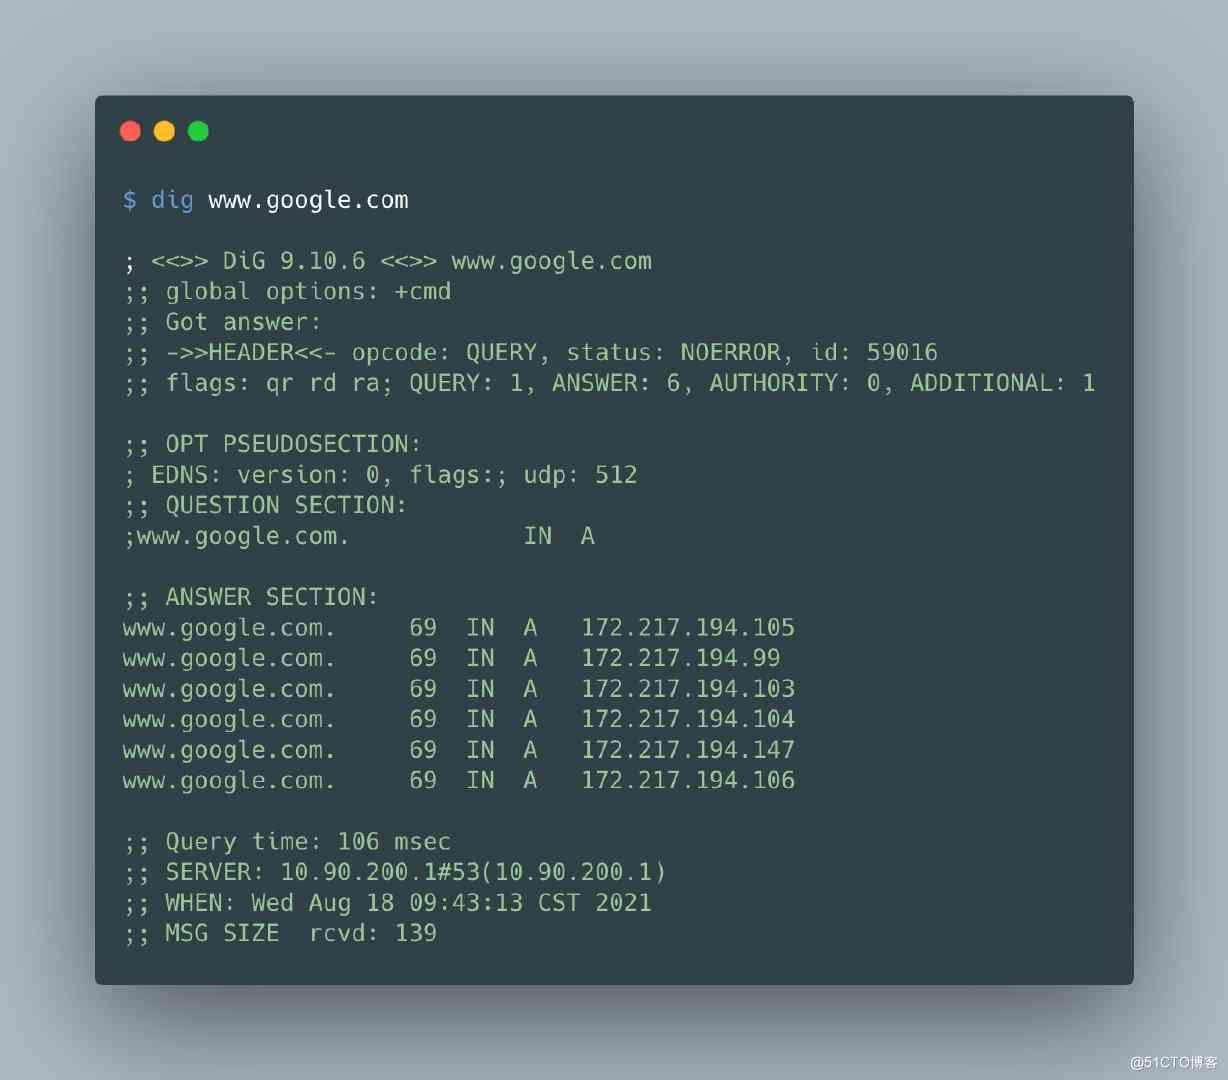 $ dig www.google.com
; <<>> DiG 9.10.6 <<>> www.google.com
;; global options: +cmd
;; Got answer:
;; ->>HEADER<<- opcode: QUERY, status: NOERROR, id: 59016
;; flags: qr rd ra; QUERY: 1, ANSWER: 6, AUTHORITY: 0, ADDITIONAL: 1
;; OPT PSEUDOSECTION:
; EDNS: version: 0, flags:; udp: 512
;; QUESTION SECTION:
;www.google.com. IN A
;; ANSWER SECTION:
www.google.com. 69 IN A 172.217.194.105
www.google.com. 69 IN A 172.217.194.99
www.google.com. 69 IN A 172.217.194.103
www.google.com. 69 IN A 172.217.194.104
www.google.com. 69 IN A 172.217.194.147
www.google.com. 69 IN A 172.217.194.106
;; Query time: 106 msec
;; SERVER: 10.90.200.1#53(10.90.200.1)
;; WHEN: Wed Aug 18 09:43:13 CST 2021
;; MSG SIZE  rcvd: 139
@51CTO博客